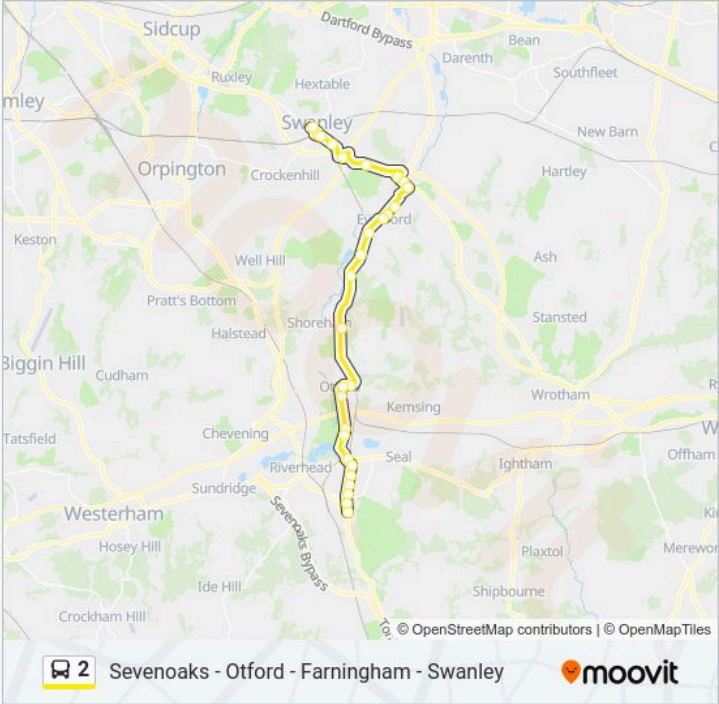 Sidcup
Dartford Bypass
Bean
Darenth
Southfleet
Ruxley
Hextable
mley
Swanley
New Barn
Orpington
Crockenhill
Hartley
Keston
Well Hill
Ash
Pratt's Bottom
Stansted
Halstead
Biggin Hill
Cudham
Wrotham
Kemsing
Tatsfield
Chevening
Seal
Offham
Riverhead
Ightham
Sundridge
Westerham
Sevenoaks Bypass
Hosey Hill
Plaxtol
Merewor
Ide Hill
Shipbourne
Crockham Hill
© OpenStreetMap contributors | © OpenMapTiles
2 Sevenoaks - Otford - Farningham - Swanley
moovit